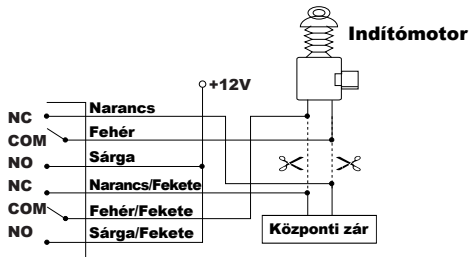 Indítómotor
+12V
NC Narancs
COM Fehér
NO Sárga
NC Narancs/Fekete
COM Fehér/Fekete
NO Sárga/Fekete
Központi zár